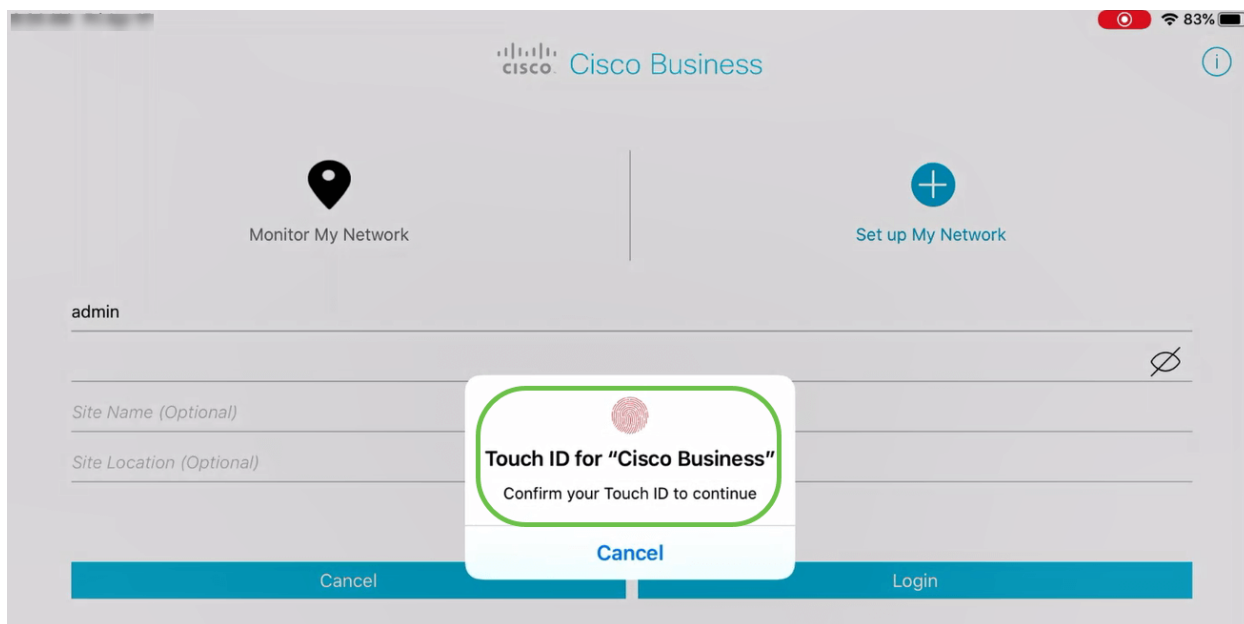 83%
cisco. Cisco Business
i
Monitor My Network
Set up My Network
admin
Site Name (Optional)
Site Location (Optional)
Touch ID for “Cisco Business”
Confirm your Touch ID to continue
Cancel
Cancel
Login